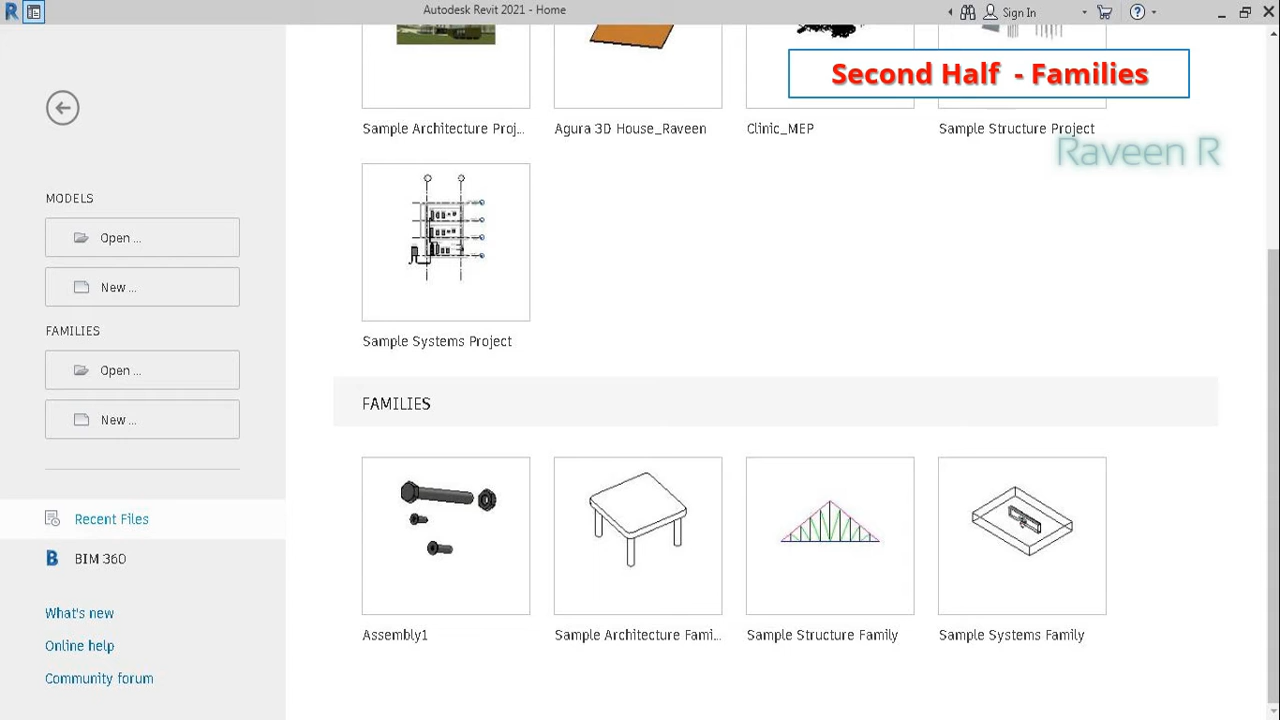 Autodesk Revit 2021 - Home
Sign In
Second Half - Families
Raveen R
Sample Architecture Proj...
Agura 3D House_Raveen
Clinic_MEP
Sample Structure Project
MODELS
Open ...
New ...
FAMILIES
Open ...
New ...
Recent Files
BIM 360
What's new
Online help
Community forum
Sample Systems Project
FAMILIES
Assembly1
Sample Architecture Fami...
Sample Structure Family
Sample Systems Family